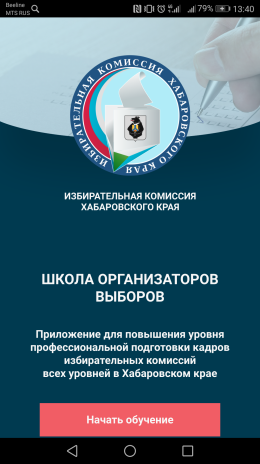 Beeline
MTS RUS
79%
13:40
ИЗБИРАТЕЛЬНАЯ КОМИССИЯ ХАБАРОВСКОГО КРАЯ
ИЗБИРАТЕЛЬНАЯ КОМИССИЯ
ХАБАРОВСКОГО КРАЯ
ШКОЛА ОРГАНИЗАТОРОВ
ВЫБОРОВ
Приложение для повышения уровня
профессиональной подготовки кадров
избирательных комиссий
всех уровней в Хабаровском крае
Начать обучение